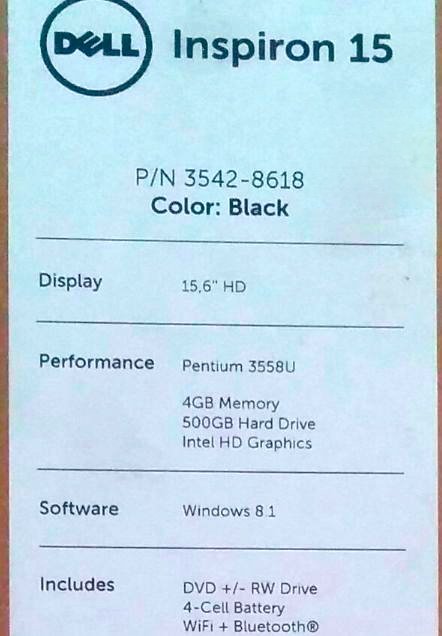 DELL Inspiron 15
P/N 3542-8618
Color: Black
Display 15,6" HD
Performance Pentium 3558U
4GB Memory
500GB Hard Drive
Intel HD Graphics
Software Windows 8.1
Includes DVD +/- RW Drive
4-Cell Battery
WiFi + Bluetooth®